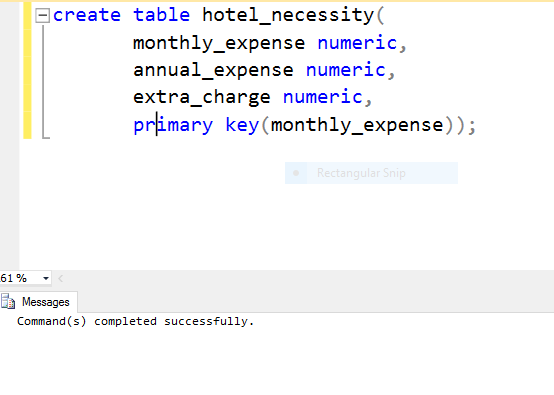 create table hotel_necessity(
monthly_expense numeric,
annual_expense numeric,
extra_charge numeric,
primary key(monthly_expense));
Rectangular Snip
61 %
Messages
Command(s) completed successfully.